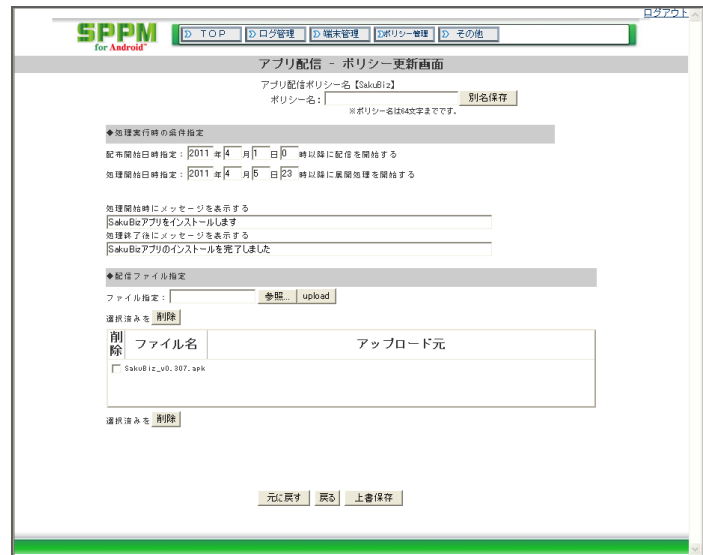 ログアウト
SPPM
for Android
TOP ログ管理 端末管理 ポリシー管理 その他
アプリ配信 - ポリシー更新画面
アプリ配信ポリシー名【SakuBiz】
ポリシー名: 別名保存
※ポリシー名は64文字までです。
◆処理実行時の条件指定
配布開始日時指定:2011 年4 月1 日0 時以降に配信を開始する
処理開始日時指定:2011 年4 月5 日23 時以降に展開処理を開始する
処理開始時にメッセージを表示する
SakuBizアプリをインストールします
処理終了後にメッセージを表示する
SakuBizアプリのインストールを完了しました
◆配信ファイル指定
ファイル指定: 参照... upload
選択済みを 削除
削除 ファイル名 アップロード元
SakuBiz_v0.307.apk
選択済みを 削除
元に戻す 戻る 上書保存